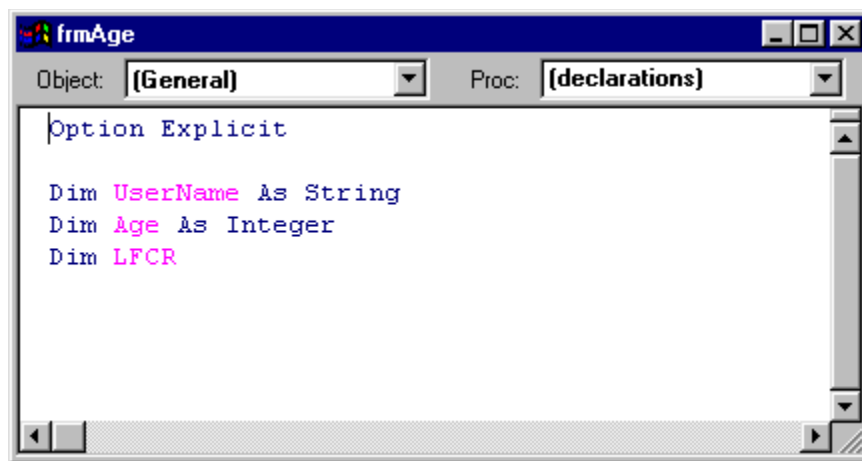 frmAge
Object: (General) Proc: (declarations)
Option Explicit
Dim UserName As String
Dim Age As Integer
Dim LFCR